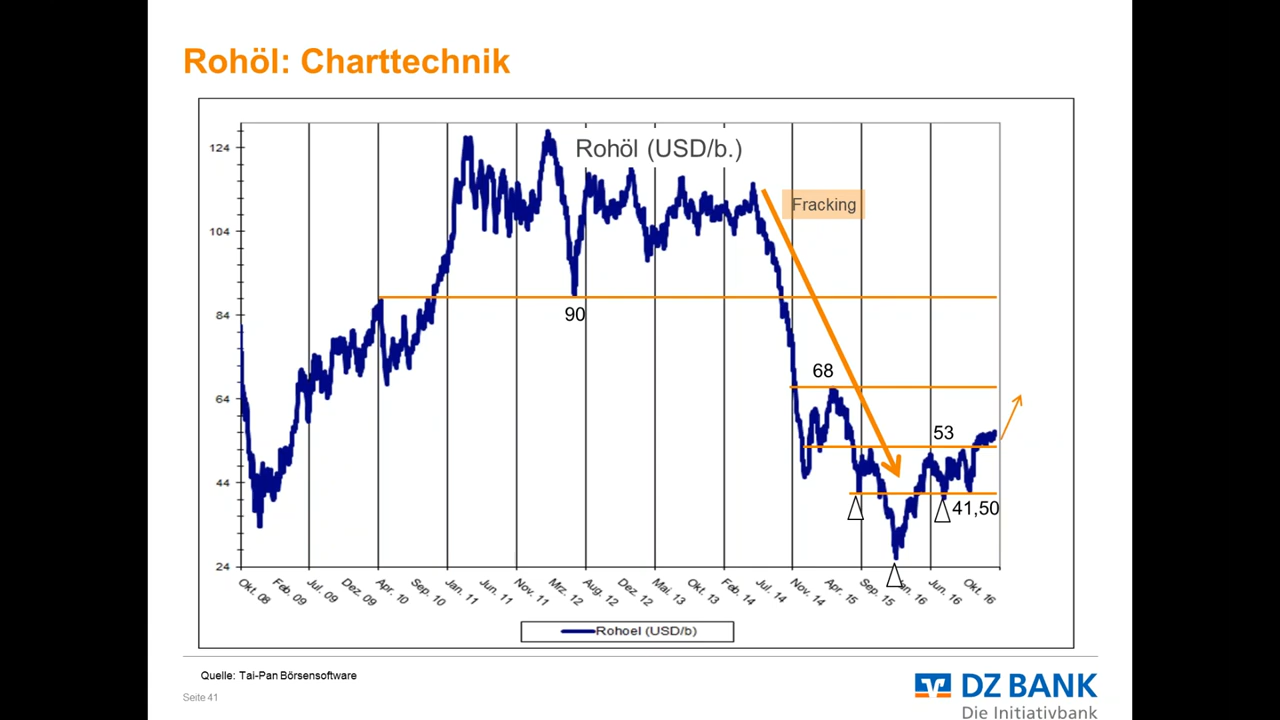 Rohöl: Charttechnik
Rohöl (USD/b.)
Fracking
124
104
84
64
44
24
90
68
53
41,50
Okt. 08
Feb. 09
Jul. 09
Dez. 09
Apr. 10
Sep. 10
Jan. 11
Jun. 11
Nov. 11
Mrz. 12
Aug. 12
Dez. 12
Mai. 13
Okt. 13
Feb. 14
Jul. 14
Nov. 14
Apr. 15
Sep. 15
Jan. 16
Jun. 16
Okt. 16
Rohoel (USD/b)
Quelle: Tai-Pan Börsensoftware
Seite 41
DZ BANK
Die Initiativbank